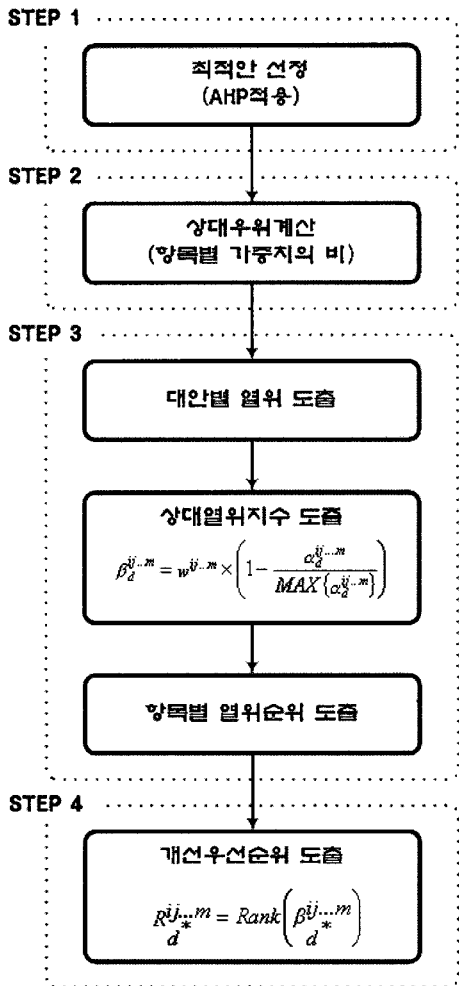 STEP 1
최적안 선정
(AHP적용)
STEP 2
상대우위계산
(항목별 가중치의 비)
STEP 3
대안별 열위 도출
상대열위지수 도출
β_d^{ij...m} = w^{ij...m} × (1 - α_d^{ij...m} / MAX{α_d^{ij...m}})
항목별 열위순위 도출
STEP 4
개선우선순위 도출
R_{d*}^{ij...m} = Rank(β_{d*}^{ij...m})